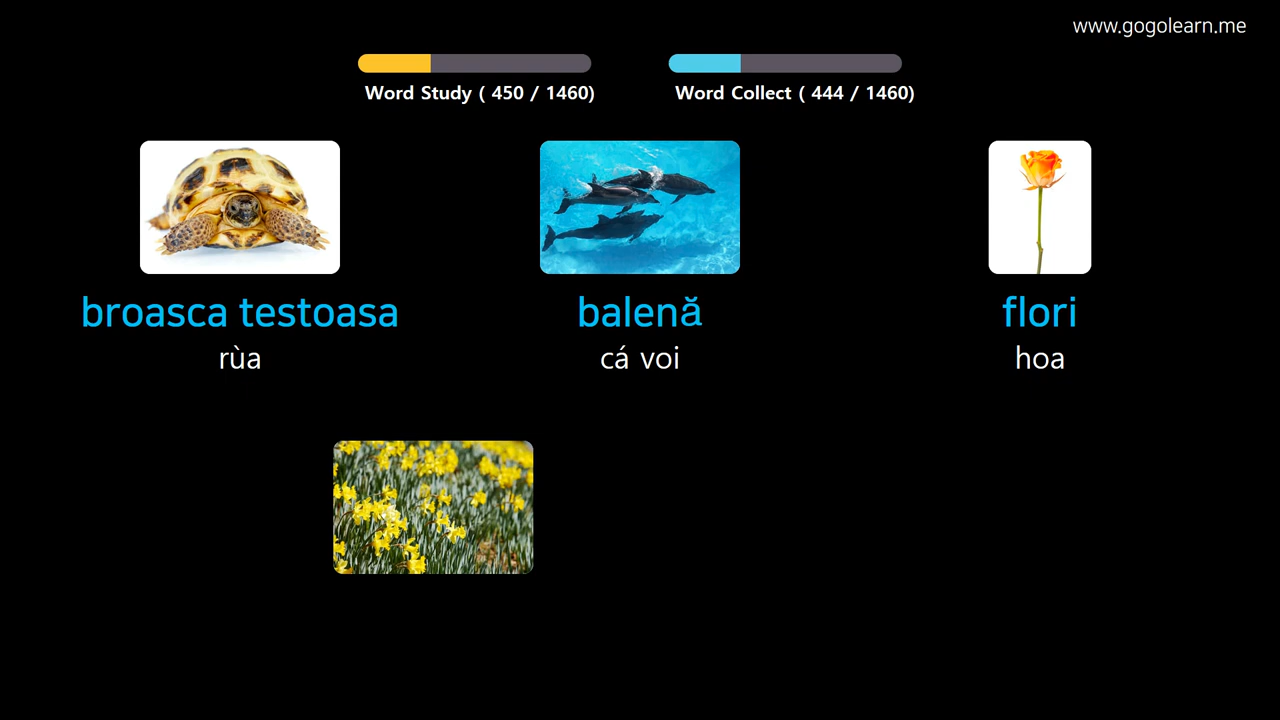 www.gogolearn.me
Word Study ( 450 / 1460)
Word Collect ( 444 / 1460)
broasca testoasa
balenă
flori
rùa
cá voi
hoa